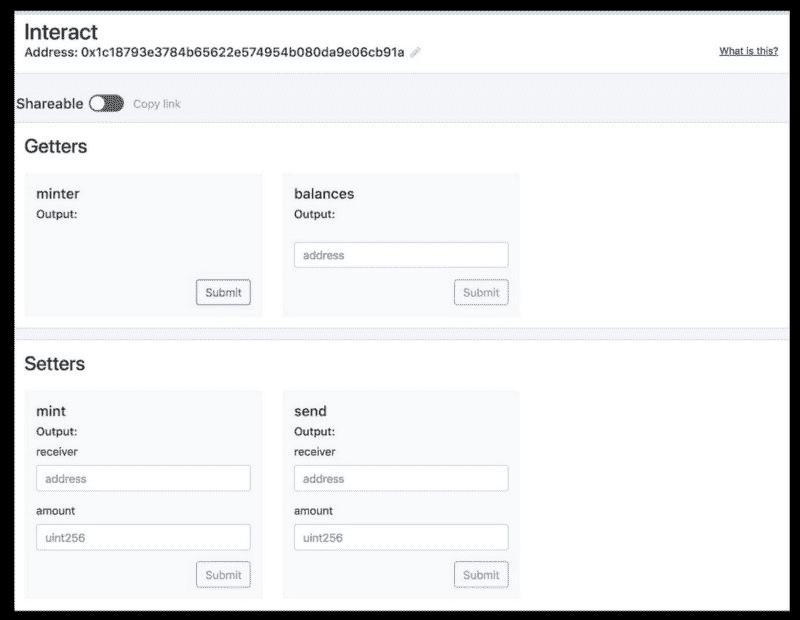 Interact
Address: 0x1c18793e3784b65622e574954b080da9e06cb91a
What is this?
Shareable Copy link
Getters
minter
Output:
Submit
balances
Output:
address
Submit
Setters
mint
Output:
receiver
address
amount
uint256
Submit
send
Output:
receiver
address
amount
uint256
Submit